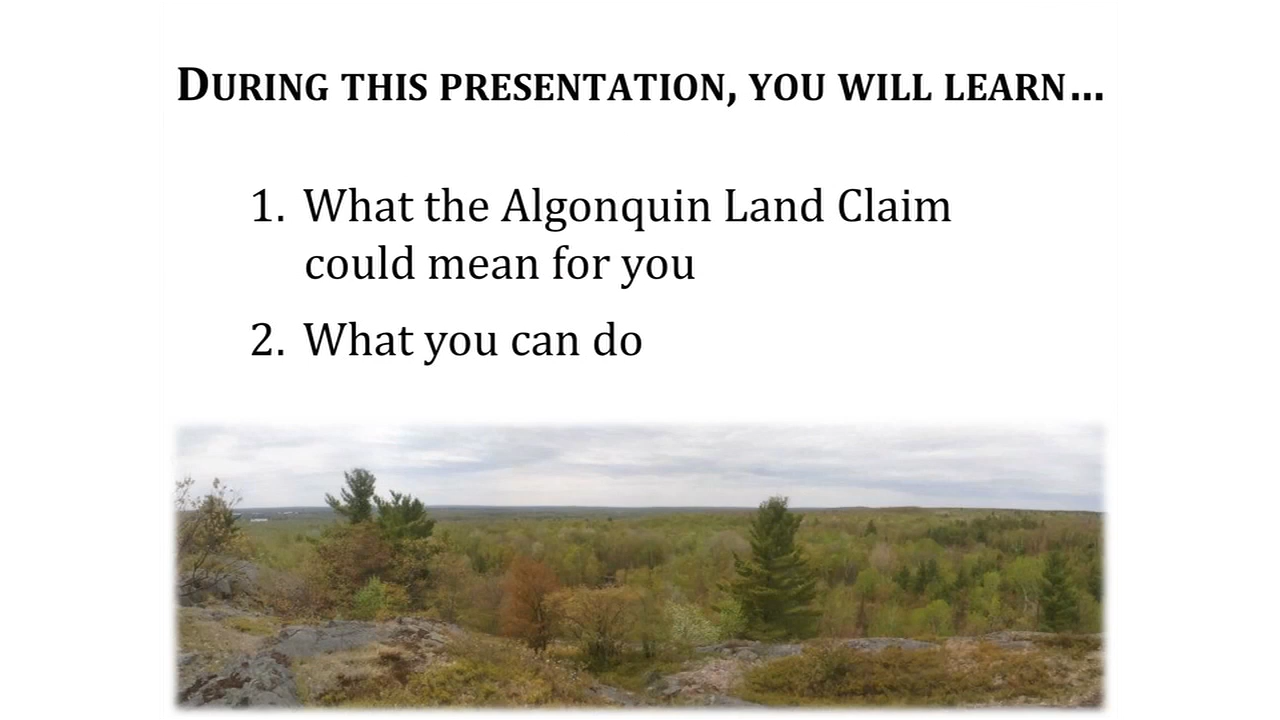 DURING THIS PRESENTATION, YOU WILL LEARN...
1. What the Algonquin Land Claim
could mean for you
2. What you can do